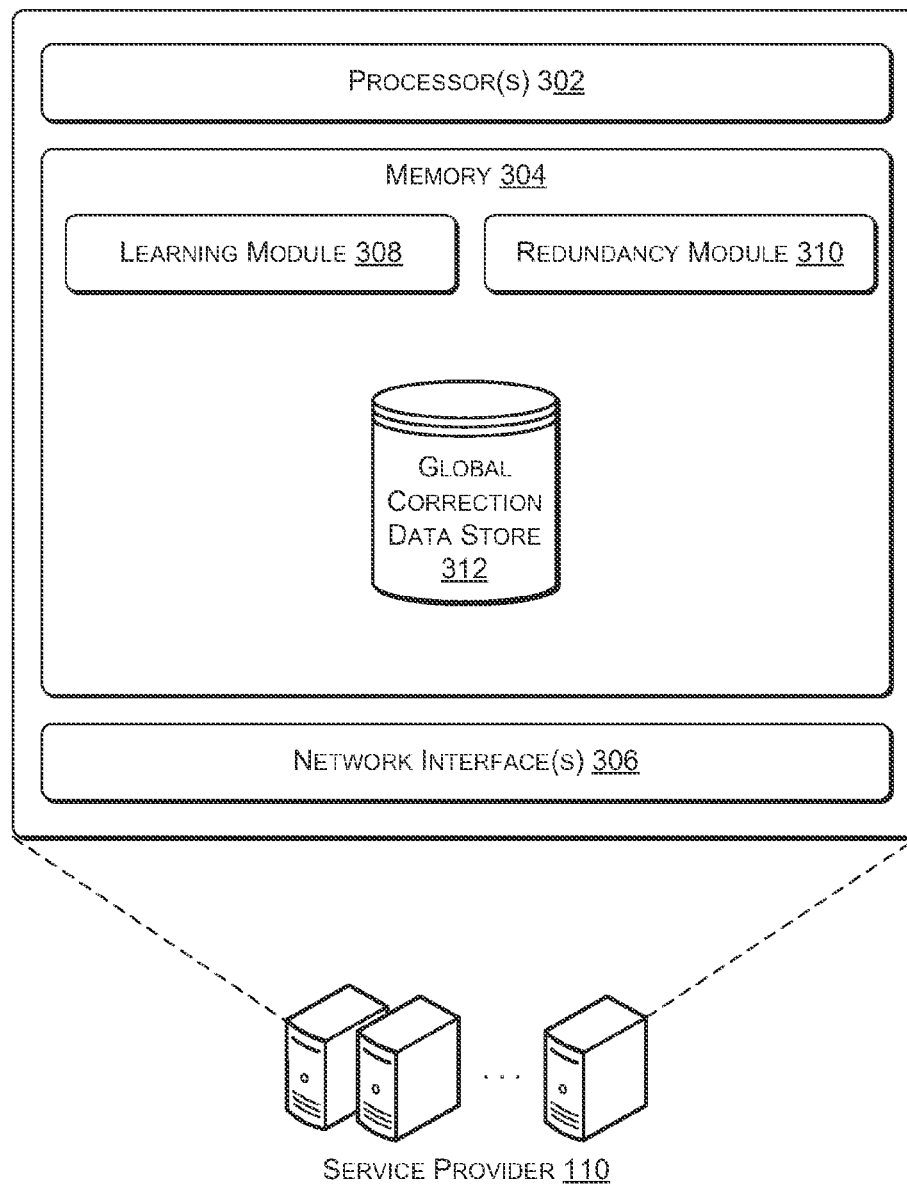 PROCESSOR(S) 302
MEMORY 304
LEARNING MODULE 308
REDUNDANCY MODULE 310
GLOBAL
CORRECTION
DATA STORE
312
NETWORK INTERFACE(S) 306
. . .
SERVICE PROVIDER 110